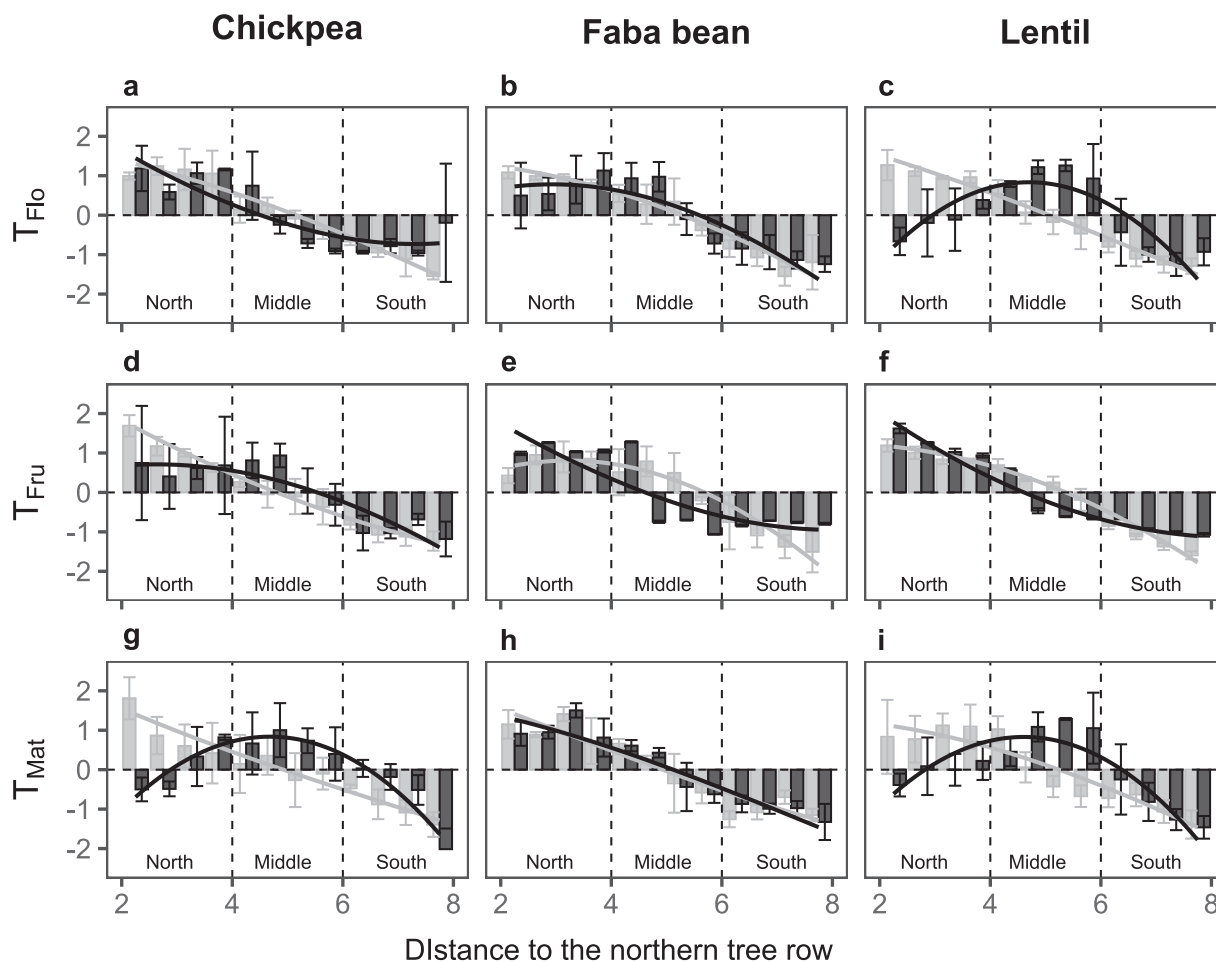 Chickpea Faba bean Lentil
a b c
T_Flo
2
1
0
-1
-2
North Middle South North Middle South North Middle South
d e f
T_Fru
2
1
0
-1
-2
North Middle South North Middle South North Middle South
g h i
T_Mat
2
1
0
-1
-2
North Middle South North Middle South North Middle South
2 4 6 8 2 4 6 8 2 4 6 8
DIstance to the northern tree row